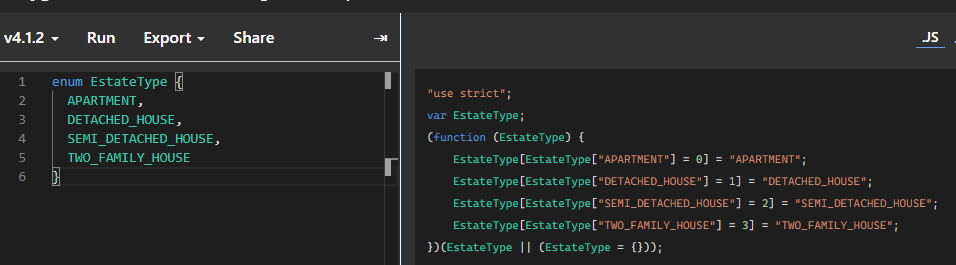 v4.1.2 Run Export Share .JS
1 enum EstateType {
2 APARTMENT,
3 DETACHED_HOUSE,
4 SEMI_DETACHED_HOUSE,
5 TWO_FAMILY_HOUSE
6 }
"use strict";
var EstateType;
(function (EstateType) {
EstateType[EstateType["APARTMENT"] = 0] = "APARTMENT";
EstateType[EstateType["DETACHED_HOUSE"] = 1] = "DETACHED_HOUSE";
EstateType[EstateType["SEMI_DETACHED_HOUSE"] = 2] = "SEMI_DETACHED_HOUSE";
EstateType[EstateType["TWO_FAMILY_HOUSE"] = 3] = "TWO_FAMILY_HOUSE";
})(EstateType || (EstateType = {}));